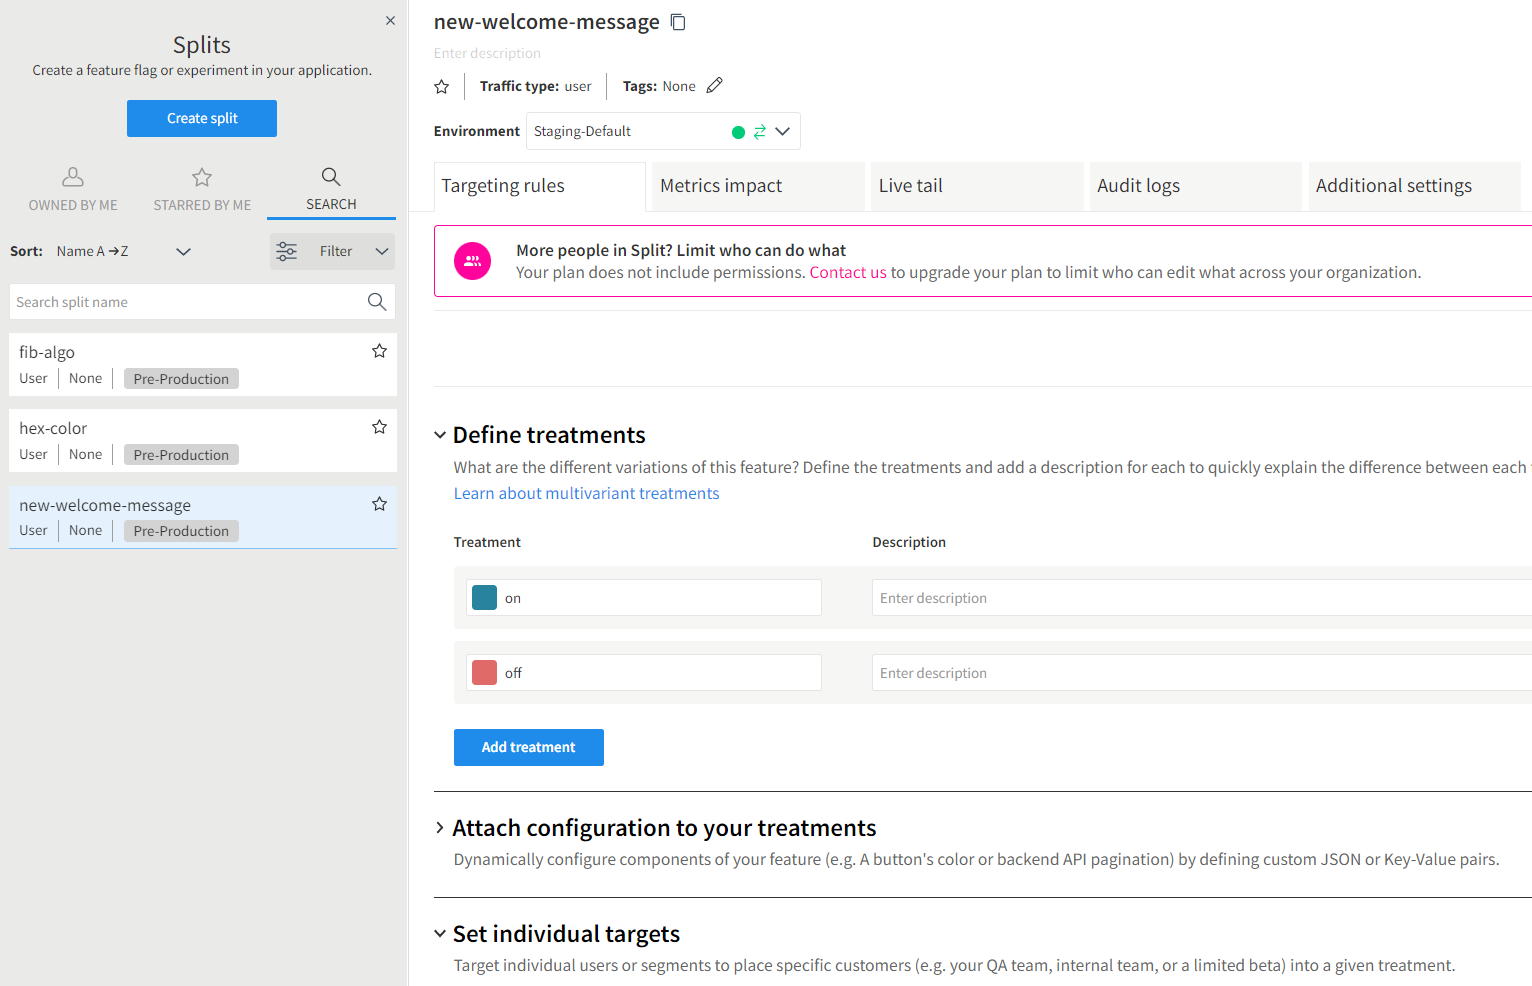 Splits
Create a feature flag or experiment in your application.
Create split
OWNED BY ME
STARRED BY ME
SEARCH
Sort: Name A→Z
Filter
Search split name
fib-algo
User None Pre-Production
hex-color
User None Pre-Production
new-welcome-message
User None Pre-Production
new-welcome-message
Enter description
Traffic type: user Tags: None
Environment Staging-Default
Targeting rules
Metrics impact
Live tail
Audit logs
Additional settings
More people in Split? Limit who can do what
Your plan does not include permissions. Contact us to upgrade your plan to limit who can edit what across your organization.
Define treatments
What are the different variations of this feature? Define the treatments and add a description for each to quickly explain the difference between each
Learn about multivariant treatments
Treatment Description
on Enter description
off Enter description
Add treatment
Attach configuration to your treatments
Dynamically configure components of your feature (e.g. A button's color or backend API pagination) by defining custom JSON or Key-Value pairs.
Set individual targets
Target individual users or segments to place specific customers (e.g. your QA team, internal team, or a limited beta) into a given treatment.